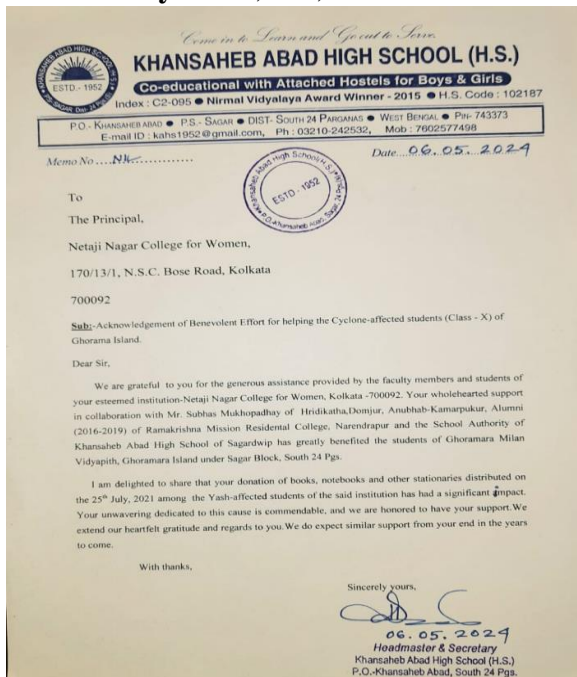 Come in to Learn and Go out to Serve
KHANSAHEB ABAD HIGH SCHOOL (H.S.)
ESTD. - 1952
Co-educational with Attached Hostels for Boys & Girls
Index : C2-095 ● Nirmal Vidyalaya Award Winner - 2015 ● H.S. Code : 102187
P.O.- KHANSAHEB ABAD ● P.S.- SAGAR ● DIST- SOUTH 24 PARGANAS ● WEST BENGAL ● PIN- 743373
E-mail ID : kahs1952@gmail.com, Ph : 03210-242532, Mob : 7602577498
Memo No
Date 06.05.2024
ESTD - 1952
To
The Principal,
Netaji Nagar College for Women,
170/13/1, N.S.C. Bose Road, Kolkata
700092
Sub:-Acknowledgement of Benevolent Effort for helping the Cyclone-affected students (Class - X) of
Ghorama Island.
Dear Sir,
We are grateful to you for the generous assistance provided by the faculty members and students of
your esteemed institution-Netaji Nagar College for Women, Kolkata -700092. Your wholehearted support
in collaboration with Mr. Subhas Mukhopadhay of Hridikatha,Domjur, Anubhab-Kamarpukur, Alumni
(2016-2019) of Ramakrishna Mission Residental College, Narendrapur and the School Authority of
Khansaheb Abad High School of Sagardwip has greatly benefited the students of Ghoramara Milan
Vidyapith, Ghoramara Island under Sagar Block, South 24 Pgs.
I am delighted to share that your donation of books, notebooks and other stationaries distributed on
the 25th July, 2021 among the Yash-affected students of the said institution has had a significant impact.
Your unwavering dedicated to this cause is commendable, and we are honored to have your support.We
extend our heartfelt gratitude and regards to you.We do expect similar support from your end in the years
to come.
With thanks,
Sincerely yours,
06.05.2024
Headmaster & Secretary
Khansaheb Abad High School (H.S.)
P.O.-Khansaheb Abad, South 24 Pgs.